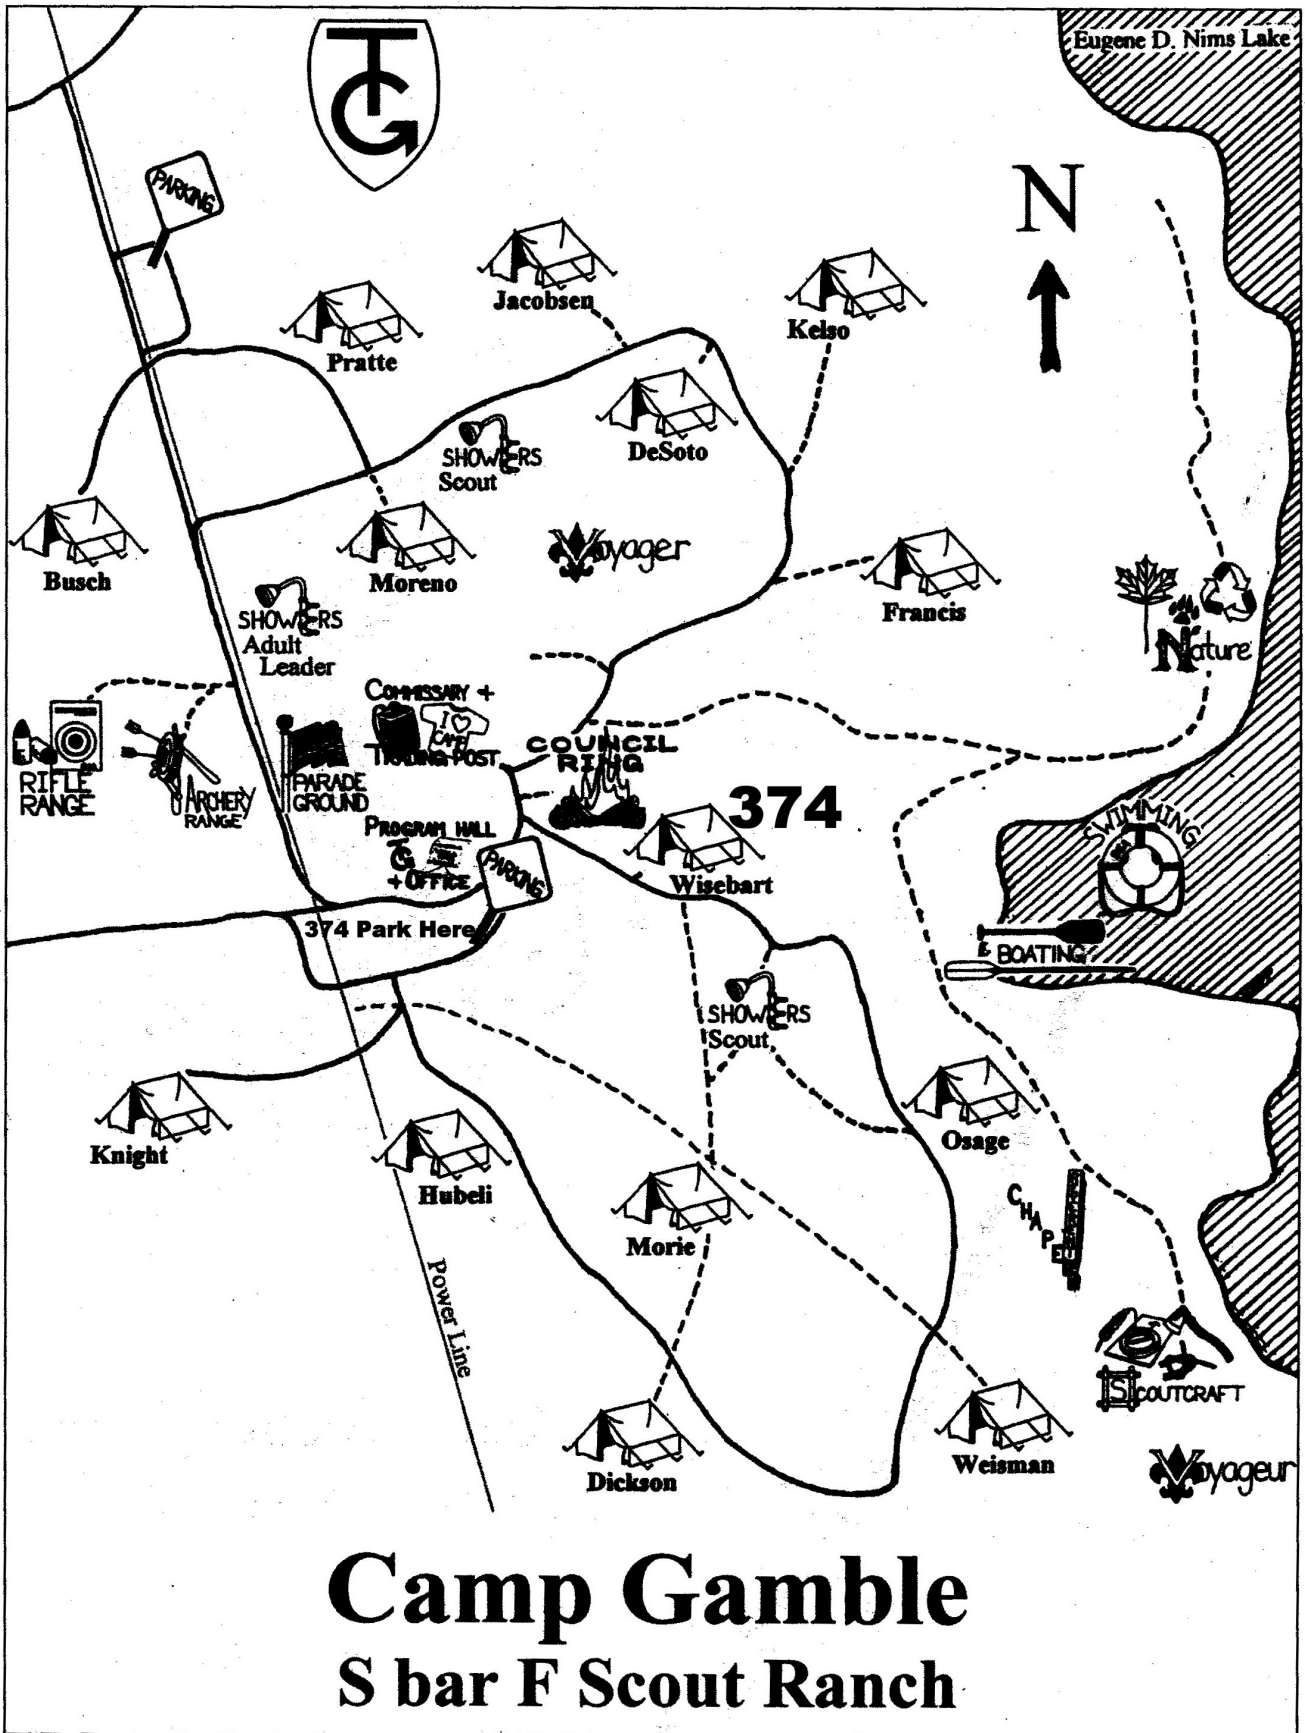 Eugene D. Nims Lake
TG
PARKING
N
Jacobsen
Kelso
Pratte
DeSoto
SHOWERS
Scout
Busch
Moreno
Voyager
Francis
SHOWERS
Adult
Leader
Nature
COMMISSARY +
I ♡
CAMP
TRADING POST
COUNCIL
RING
RIFLE
RANGE
ARCHERY
RANGE
PARADE
GROUND
374
SWIMMING
PROGRAM HALL
TG
+ OFFICE
PARKING
Wisebart
374 Park Here
& BOATING
SHOWERS
Scout
Knight
Hubeli
Osage
CHAPEL
Morie
Power Line
SCOUTCRAFT
Dickson
Weisman
Voyageur
Camp Gamble
S bar F Scout Ranch